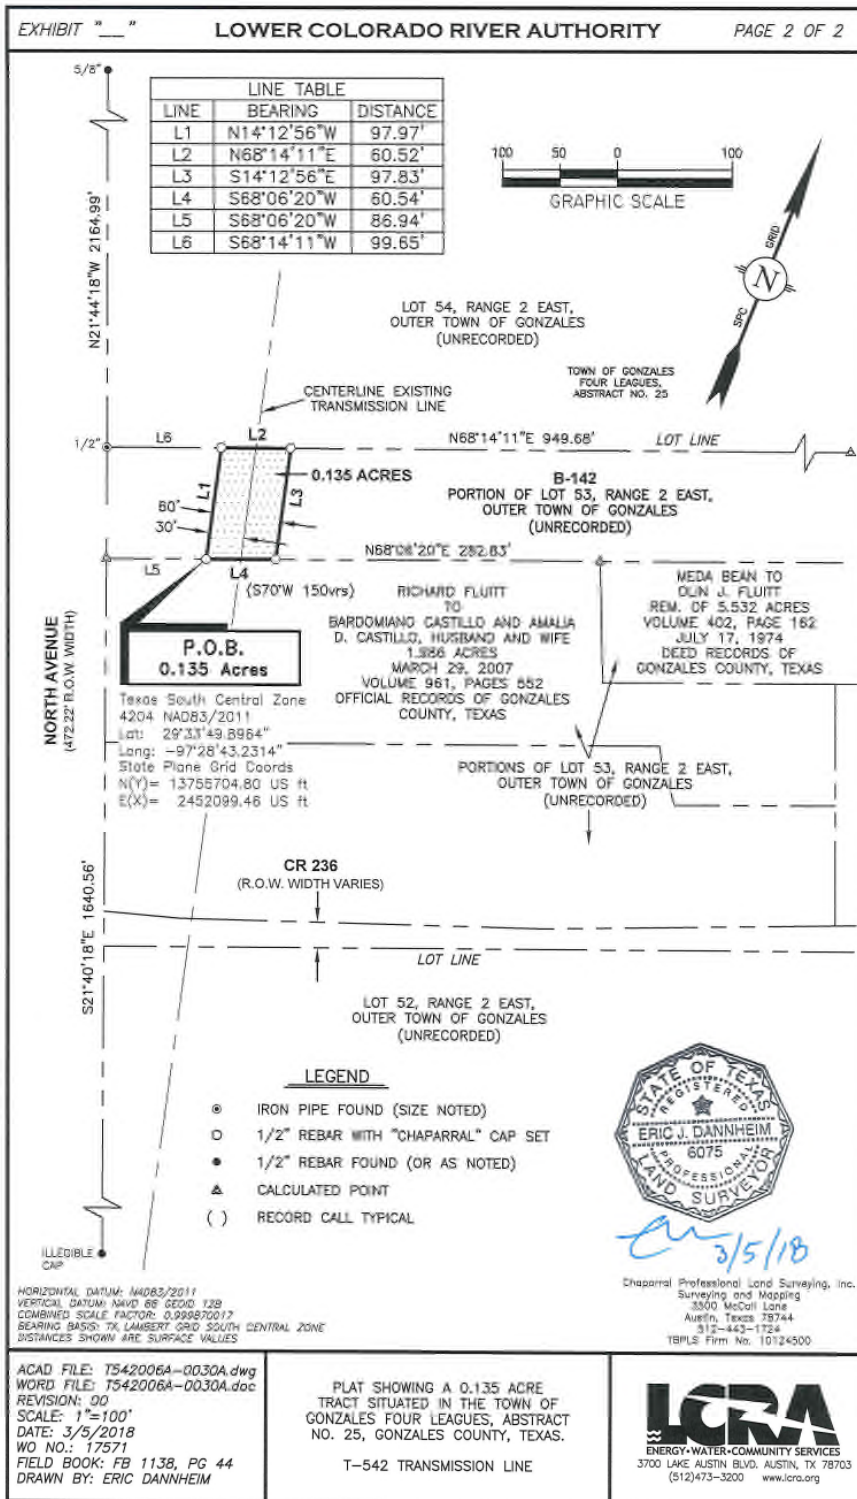 EXHIBIT "__"
LOWER COLORADO RIVER AUTHORITY
PAGE 2 OF 2
5/8"
LINE TABLE
LINE BEARING DISTANCE
L1 N14°12'56"W 97.97'
L2 N68°14'11"E 60.52'
L3 S14°12'56"E 97.83'
L4 S68°06'20"W 60.54'
L5 S68°06'20"W 86.94'
L6 S68°14'11"W 99.65'
100 50 0 100
GRAPHIC SCALE
GRID
N
SPC
N21°44'18"W 2164.99'
LOT 54, RANGE 2 EAST,
OUTER TOWN OF GONZALES
(UNRECORDED)
TOWN OF GONZALES
FOUR LEAGUES,
ABSTRACT NO. 25
CENTERLINE EXISTING
TRANSMISSION LINE
1/2"
L6
L2
N68°14'11"E 949.68'
LOT LINE
L1
0.135 ACRES
L3
60'
30'
B-142
PORTION OF LOT 53, RANGE 2 EAST,
OUTER TOWN OF GONZALES
(UNRECORDED)
N68°06'20"E 282.83'
L5
L4
(S70°W 150vrs)
P.O.B.
0.135 Acres
RICHARD FLUITT
TO
BARDOMIANO CASTILLO AND AMALIA
D. CASTILLO, HUSBAND AND WIFE
1.986 ACRES
MARCH 29, 2007
VOLUME 961, PAGES 552
OFFICIAL RECORDS OF GONZALES
COUNTY, TEXAS
MEDA BEAN TO
OLIN J. FLUITT
REM. OF 5.532 ACRES
VOLUME 402, PAGE 162
JULY 17, 1974
DEED RECORDS OF
GONZALES COUNTY, TEXAS
NORTH AVENUE
(472.22' R.O.W. WIDTH)
Texas South Central Zone
4204 NAD83/2011
Lat: 29°33'49.8964"
Long: -97°28'43.2314"
State Plane Grid Coords
N(Y)= 13755704.80 US ft
E(X)= 2452099.46 US ft
PORTIONS OF LOT 53, RANGE 2 EAST,
OUTER TOWN OF GONZALES
(UNRECORDED)
S21°40'18"E 1640.56'
CR 236
(R.O.W. WIDTH VARIES)
LOT LINE
LOT 52, RANGE 2 EAST,
OUTER TOWN OF GONZALES
(UNRECORDED)
LEGEND
IRON PIPE FOUND (SIZE NOTED)
1/2" REBAR WITH "CHAPARRAL" CAP SET
1/2" REBAR FOUND (OR AS NOTED)
CALCULATED POINT
( ) RECORD CALL TYPICAL
ILLEGIBLE
CAP
STATE OF TEXAS
REGISTERED
ERIC J. DANNHEIM
6075
PROFESSIONAL
LAND SURVEYOR
3/5/18
Chaparral Professional Land Surveying, Inc.
Surveying and Mapping
3500 McCall Lane
Austin, Texas 78744
512-443-1724
TBPLS Firm No. 10124500
HORIZONTAL DATUM: NAD83/2011
VERTICAL DATUM: NAVD 88 GEOID 12B
COMBINED SCALE FACTOR: 0.999870017
BEARING BASIS: TX. LAMBERT GRID SOUTH CENTRAL ZONE
DISTANCES SHOWN ARE SURFACE VALUES
ACAD FILE: T542006A-0030A.dwg
WORD FILE: T542006A-0030A.doc
REVISION: 00
SCALE: 1"=100'
DATE: 3/5/2018
WO NO.: 17571
FIELD BOOK: FB 1138, PG 44
DRAWN BY: ERIC DANNHEIM
PLAT SHOWING A 0.135 ACRE
TRACT SITUATED IN THE TOWN OF
GONZALES FOUR LEAGUES, ABSTRACT
NO. 25, GONZALES COUNTY, TEXAS.
T-542 TRANSMISSION LINE
LCRA
ENERGY•WATER•COMMUNITY SERVICES
3700 LAKE AUSTIN BLVD. AUSTIN, TX 78703
(512)473-3200 www.lcra.org